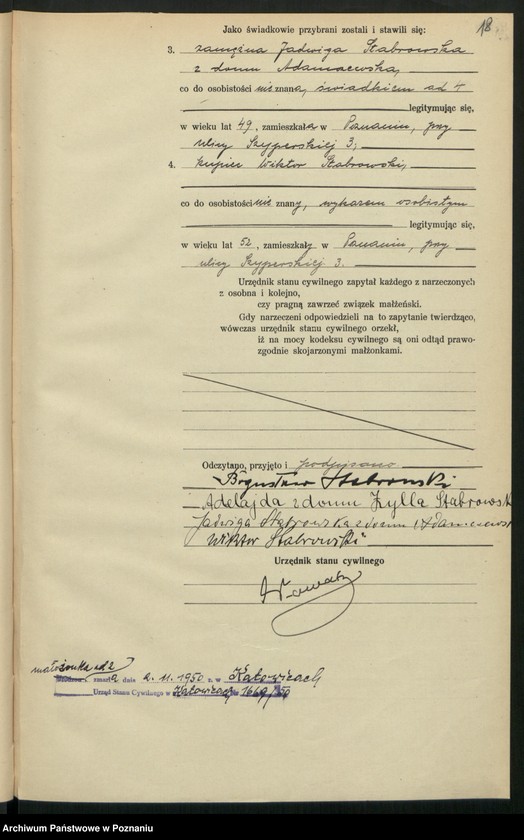 18
Jako świadkowie przybrani zostali i stawili się:
3. zamężna Jadwiga Stabrowska
z domu Adamczewska,
co do osobistości nie znana, świadkiem ad 4
legitymująca się,
w wieku lat 49, zamieszkała w Poznaniu, przy
ulicy Szyperskiej 3;
4. kupiec Wiktor Stabrowski,
co do osobistości nie znany, wykazem osobistym
legitymujący się,
w wieku lat 52, zamieszkały w Poznaniu, przy
ulicy Szyperskiej 3.
Urzędnik stanu cywilnego zapytał każdego z narzeczonych
z osobna i kolejno,
czy pragną zawrzeć związek małżeński.
Gdy narzeczeni odpowiedzieli na to zapytanie twierdząco,
wówczas urzędnik stanu cywilnego orzekł,
iż na mocy kodeksu cywilnego są oni odtąd prawo-
zgodnie skojarzonymi małżonkami.
Odczytano, przyjęto i podpisano
Bogusław Stabrowski
Adelajda z domu Zylla Stabrowsk
Jadwiga Stabrowska z domu Adamczewsk
Wiktor Stabrowski
Urzędnik stanu cywilnego
małżonka ad 2
zmarła dnia 2.11.1950 r. w Katowicach
Urząd Stanu Cywilnego w Katowicach 1669/50
Archiwum Państwowe w Poznaniu